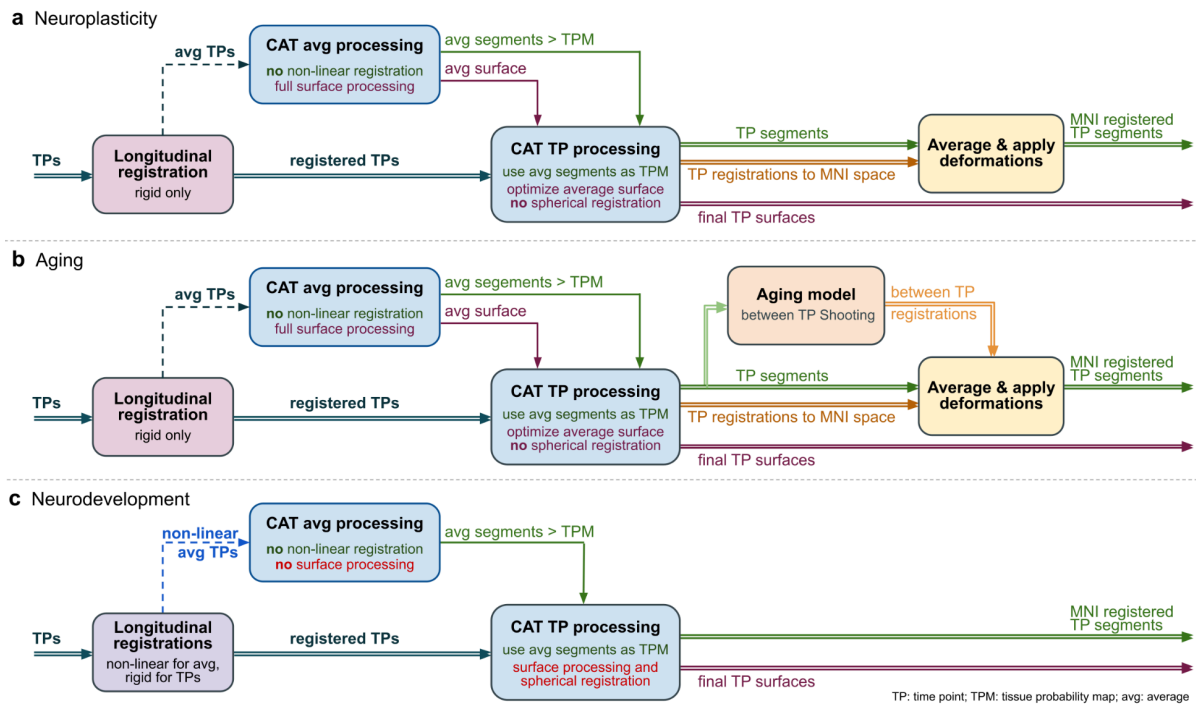 a Neuroplasticity
avg TPs
CAT avg processing
no non-linear registration
full surface processing
avg segments > TPM
avg surface
TPs
Longitudinal
registration
rigid only
registered TPs
CAT TP processing
use avg segments as TPM
optimize average surface
no spherical registration
TP segments
TP registrations to MNI space
final TP surfaces
Average & apply
deformations
MNI registered
TP segments
b Aging
avg TPs
CAT avg processing
no non-linear registration
full surface processing
avg segements > TPM
avg surface
TPs
Longitudinal
registration
rigid only
registered TPs
CAT TP processing
use avg segments as TPM
optimize average surface
no spherical registration
Aging model
between TP Shooting
between TP
registrations
TP segments
TP registrations to MNI space
final TP surfaces
Average & apply
deformations
MNI registered
TP segments
c Neurodevelopment
non-linear
avg TPs
CAT avg processing
no non-linear registration
no surface processing
avg segments > TPM
TPs
Longitudinal
registrations
non-linear for avg,
rigid for TPs
registered TPs
CAT TP processing
use avg segments as TPM
surface processing and
spherical registration
MNI registered
TP segments
final TP surfaces
TP: time point; TPM: tissue probability map; avg: average